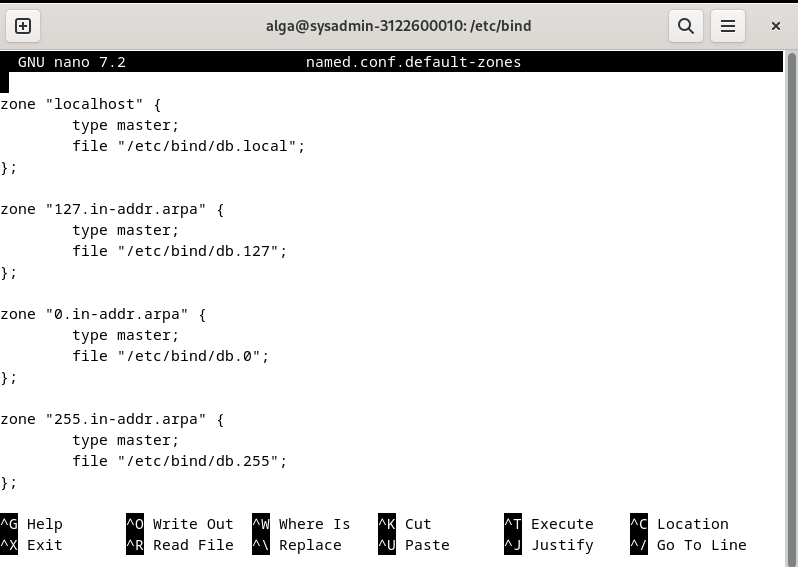 alga@sysadmin-3122600010: /etc/bind
GNU nano 7.2 named.conf.default-zones
zone "localhost" {
type master;
file "/etc/bind/db.local";
};
zone "127.in-addr.arpa" {
type master;
file "/etc/bind/db.127";
};
zone "0.in-addr.arpa" {
type master;
file "/etc/bind/db.0";
};
zone "255.in-addr.arpa" {
type master;
file "/etc/bind/db.255";
};
^G Help ^O Write Out ^W Where Is ^K Cut ^T Execute ^C Location
^X Exit ^R Read File ^\ Replace ^U Paste ^J Justify ^/ Go To Line